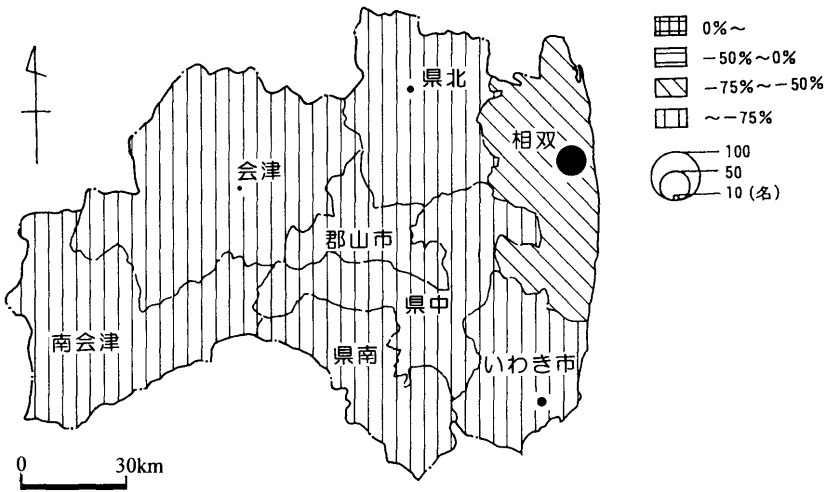 県北
相双
会津
郡山市
県中
南会津
県南
いわき市
0 30km
0%~
-50%~0%
-75%~-50%
~-75%
100
50
10 (名)